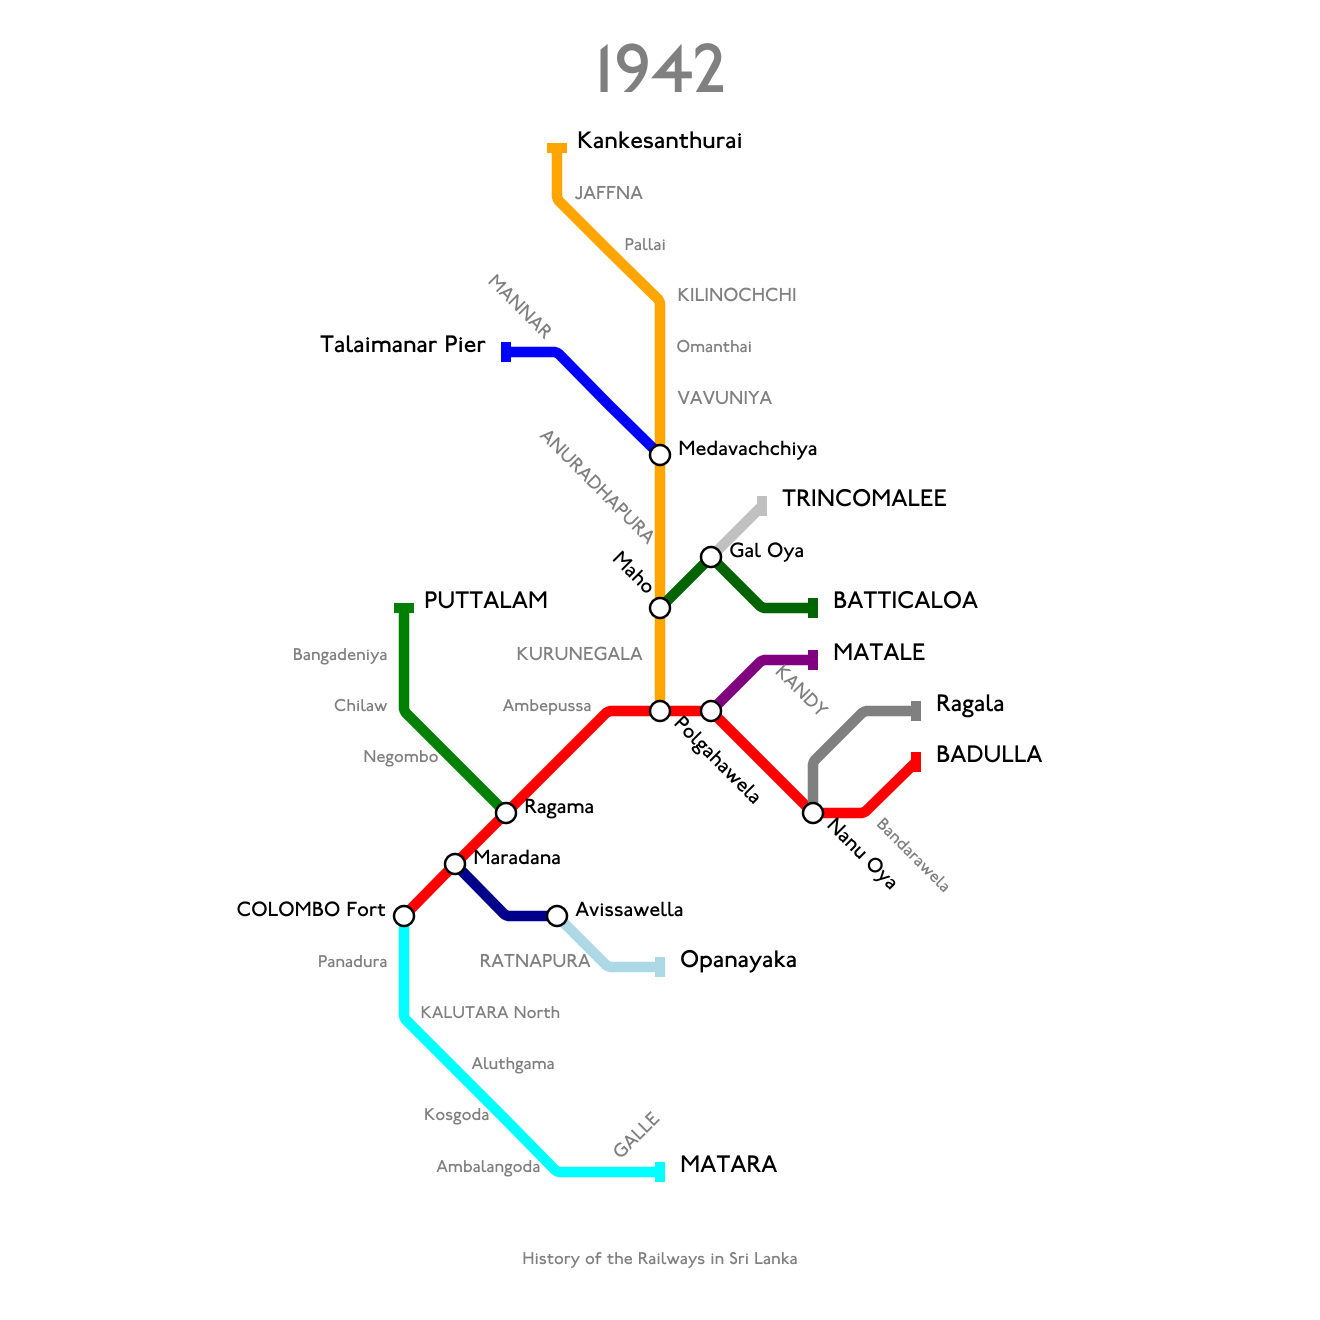 1942
Kankesanthurai
JAFFNA
Pallai
MANNAR
KILINOCHCHI
Talaimanar Pier
Omanthai
VAVUNIYA
ANURADHAPURA
Medavachchiya
TRINCOMALEE
Maho
Gal Oya
PUTTALAM
BATTICALOA
Bangadeniya
KURUNEGALA
MATALE
KANDY
Chilaw
Ambepussa
Polgahawela
Ragala
Negombo
BADULLA
Ragama
Nanu Oya
Bandarawela
Maradana
COLOMBO Fort
Avissawella
Panadura
RATNAPURA
Opanayaka
KALUTARA North
Aluthgama
Kosgoda
GALLE
Ambalangoda
MATARA
History of the Railways in Sri Lanka